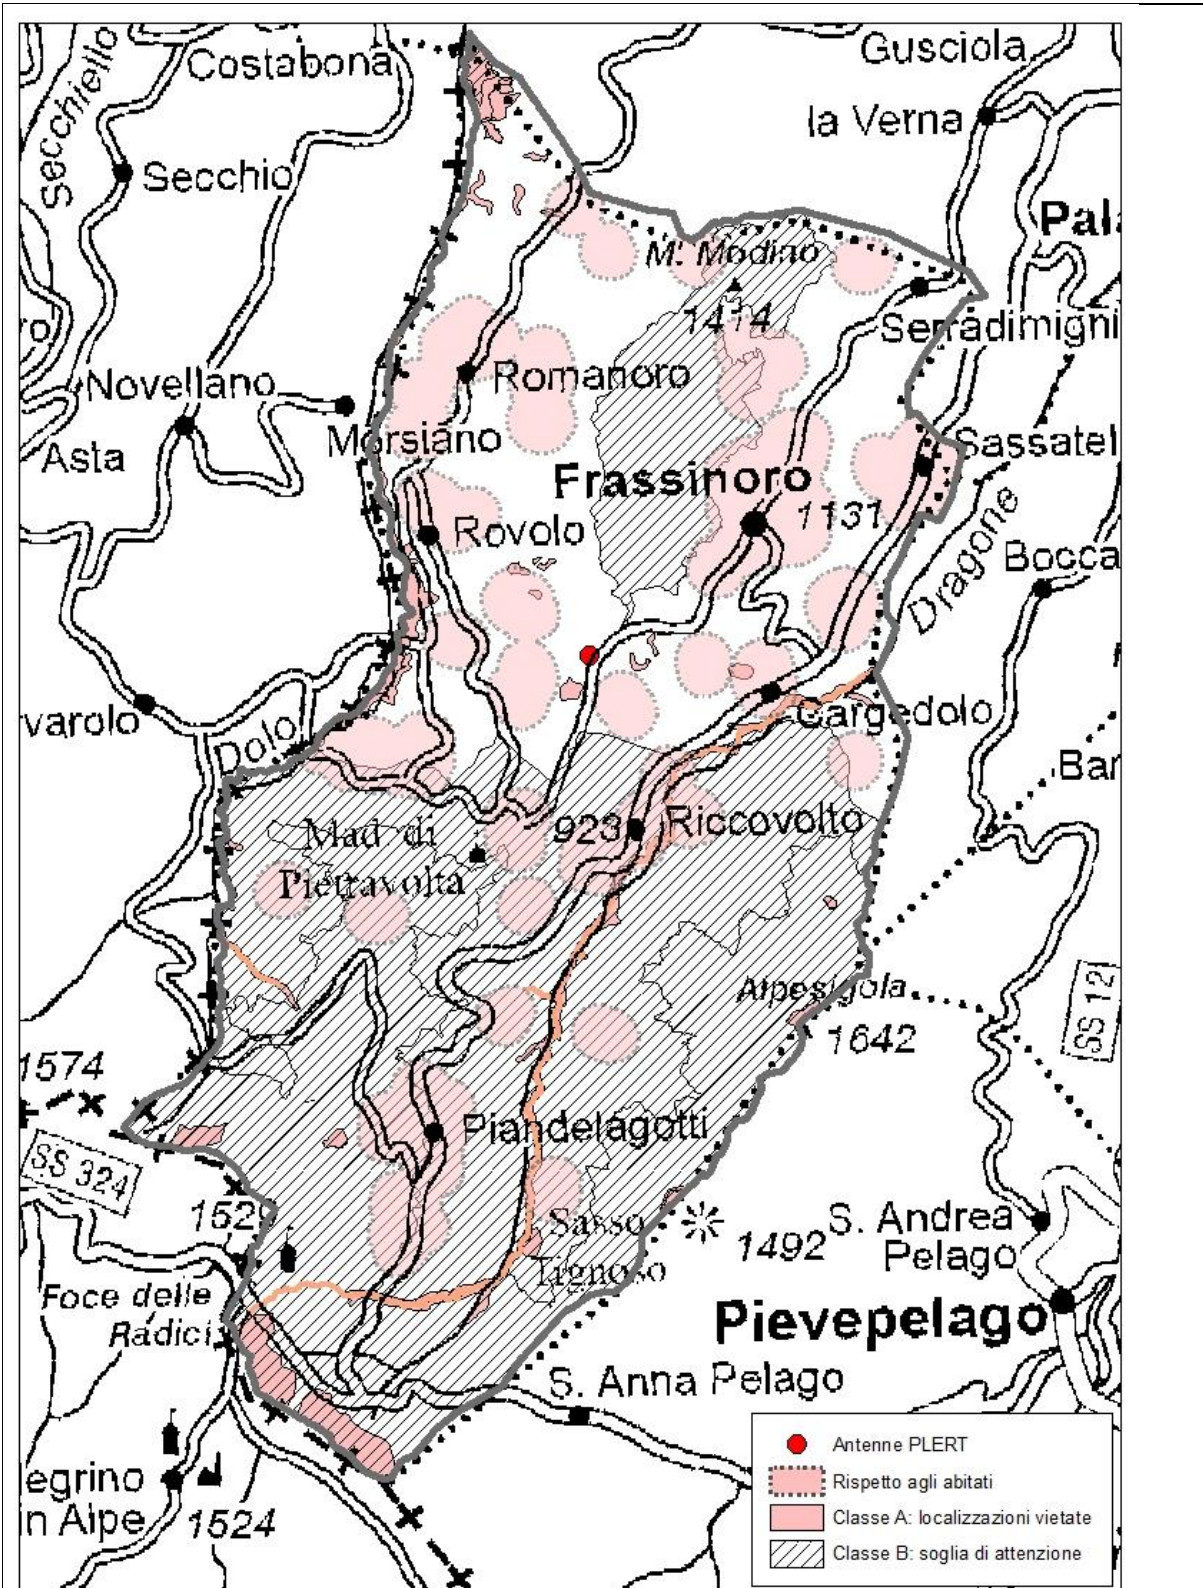 Costabona
Gusciola
Secchiello
la Verna
Secchio
Pala
M. Modino
1414
Serradimigni
Novellano
Romanoro
Morsiano
Asta
Sassatel
Frassinoro
1131
Rovolo
Dragone
Bocca
varolo
Dolo
Gargedolo
Bar
Mad di
Pietravolta
923
Riccovolto
Alpesigola
1642
SS 12
1574
SS 324
Piandelagotti
1529
Sasso
Tignoso
1492
S. Andrea
Pelago
Foce delle
Radici
Pievepelago
S. Anna Pelago
egrino
in Alpe
1524
Antenne PLERT
Rispetto agli abitati
Classe A: localizzazioni vietate
Classe B: soglia di attenzione